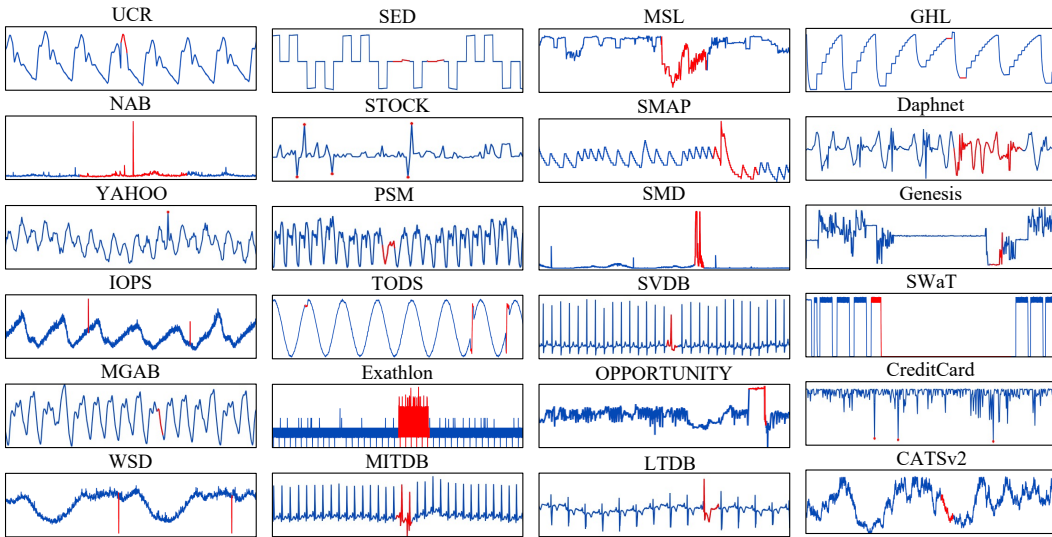 UCR
SED
MSL
GHL
NAB
STOCK
SMAP
Daphnet
YAHOO
PSM
SMD
Genesis
IOPS
TODS
SVDB
SWaT
MGAB
Exathlon
OPPORTUNITY
CreditCard
WSD
MITDB
LTDB
CATSv2